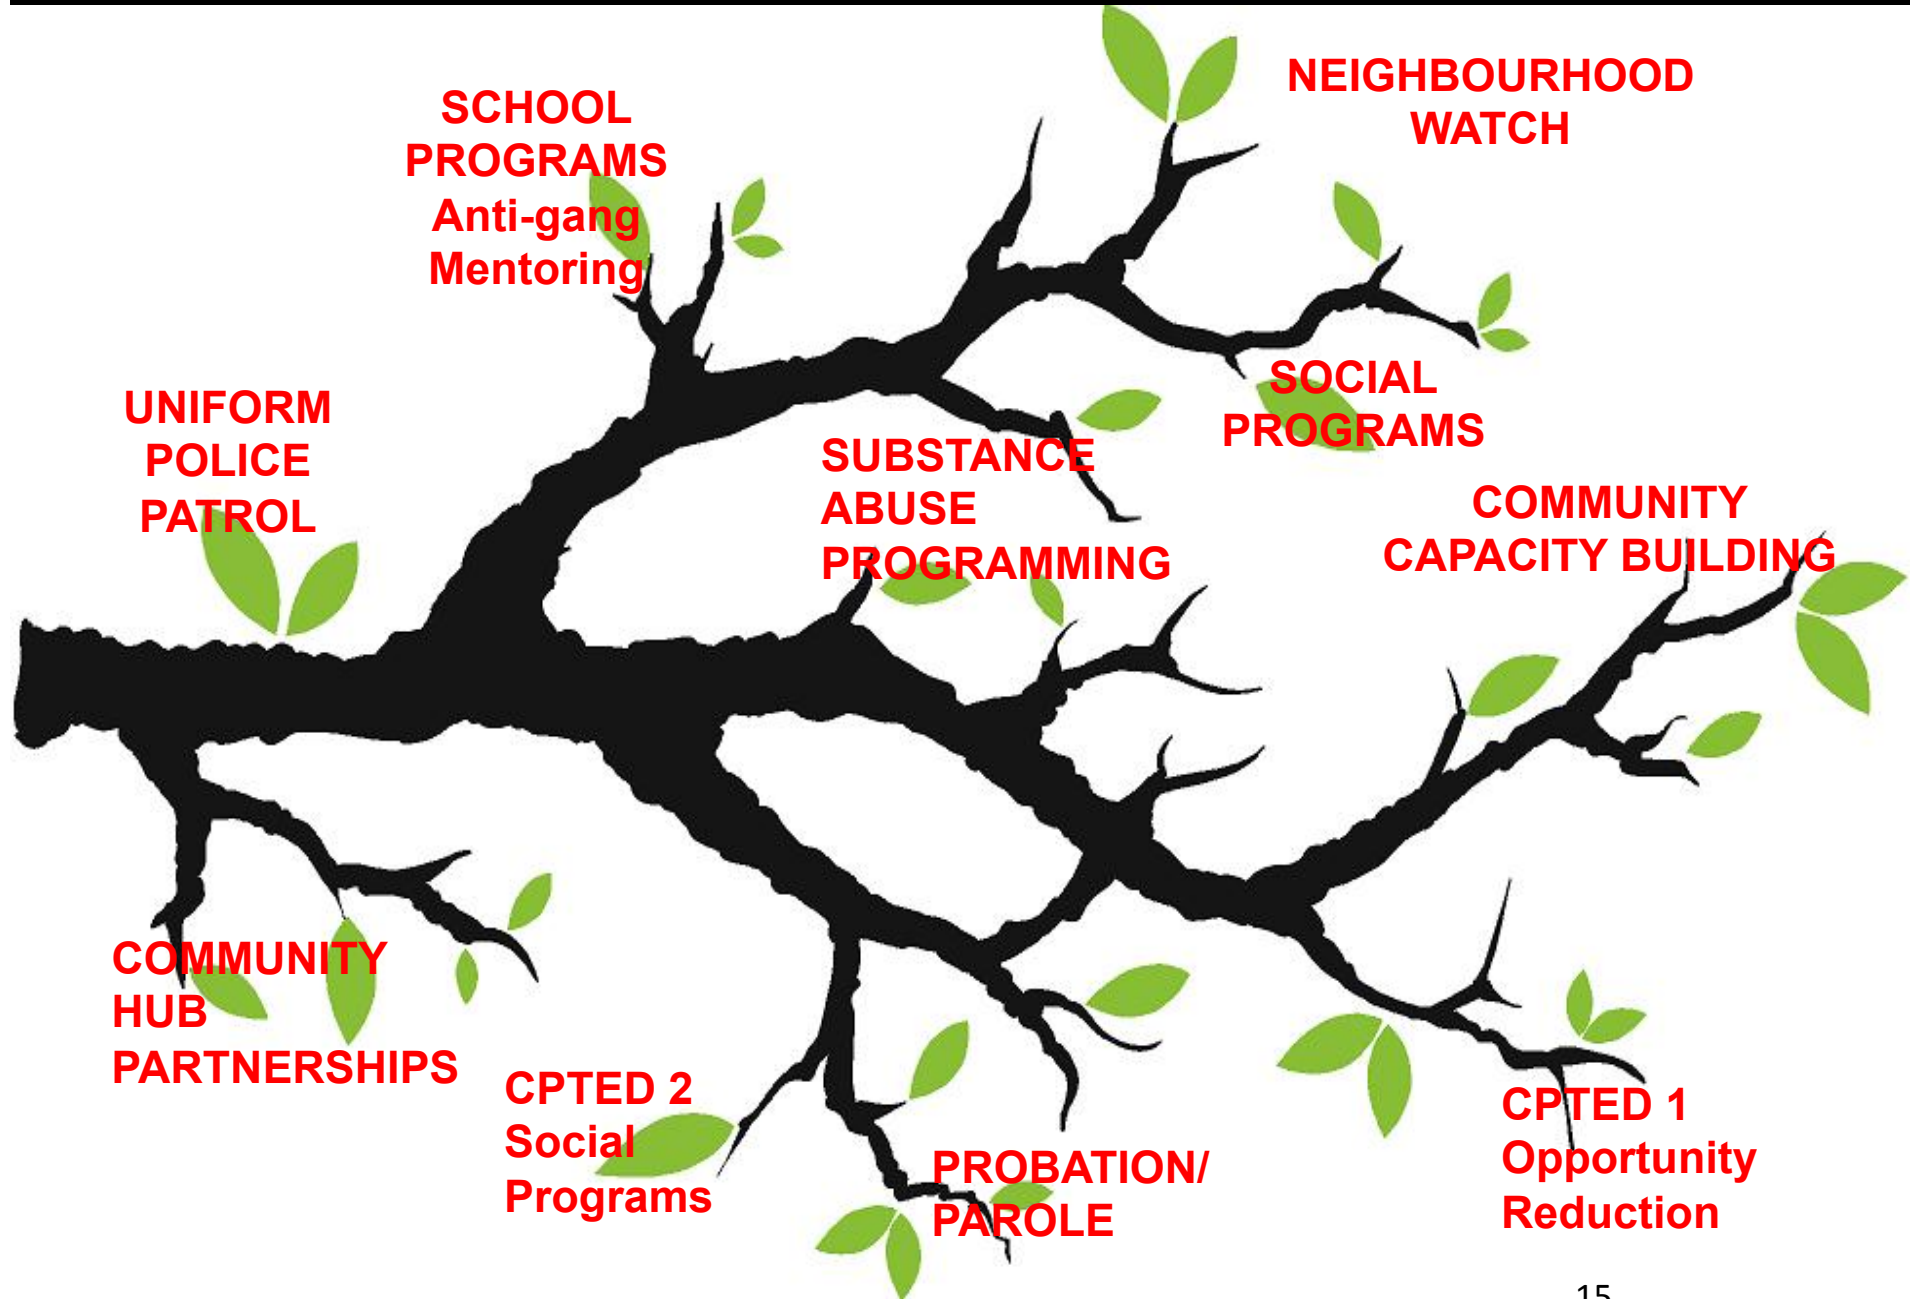 SCHOOL
PROGRAMS
Anti-gang
Mentoring
NEIGHBOURHOOD
WATCH
UNIFORM
POLICE
PATROL
SUBSTANCE
ABUSE
PROGRAMMING
SOCIAL
PROGRAMS
COMMUNITY
CAPACITY BUILDING
COMMUNITY
HUB
PARTNERSHIPS
CPTED 2
Social
Programs
PROBATION/
PAROLE
CPTED 1
Opportunity
Reduction
15